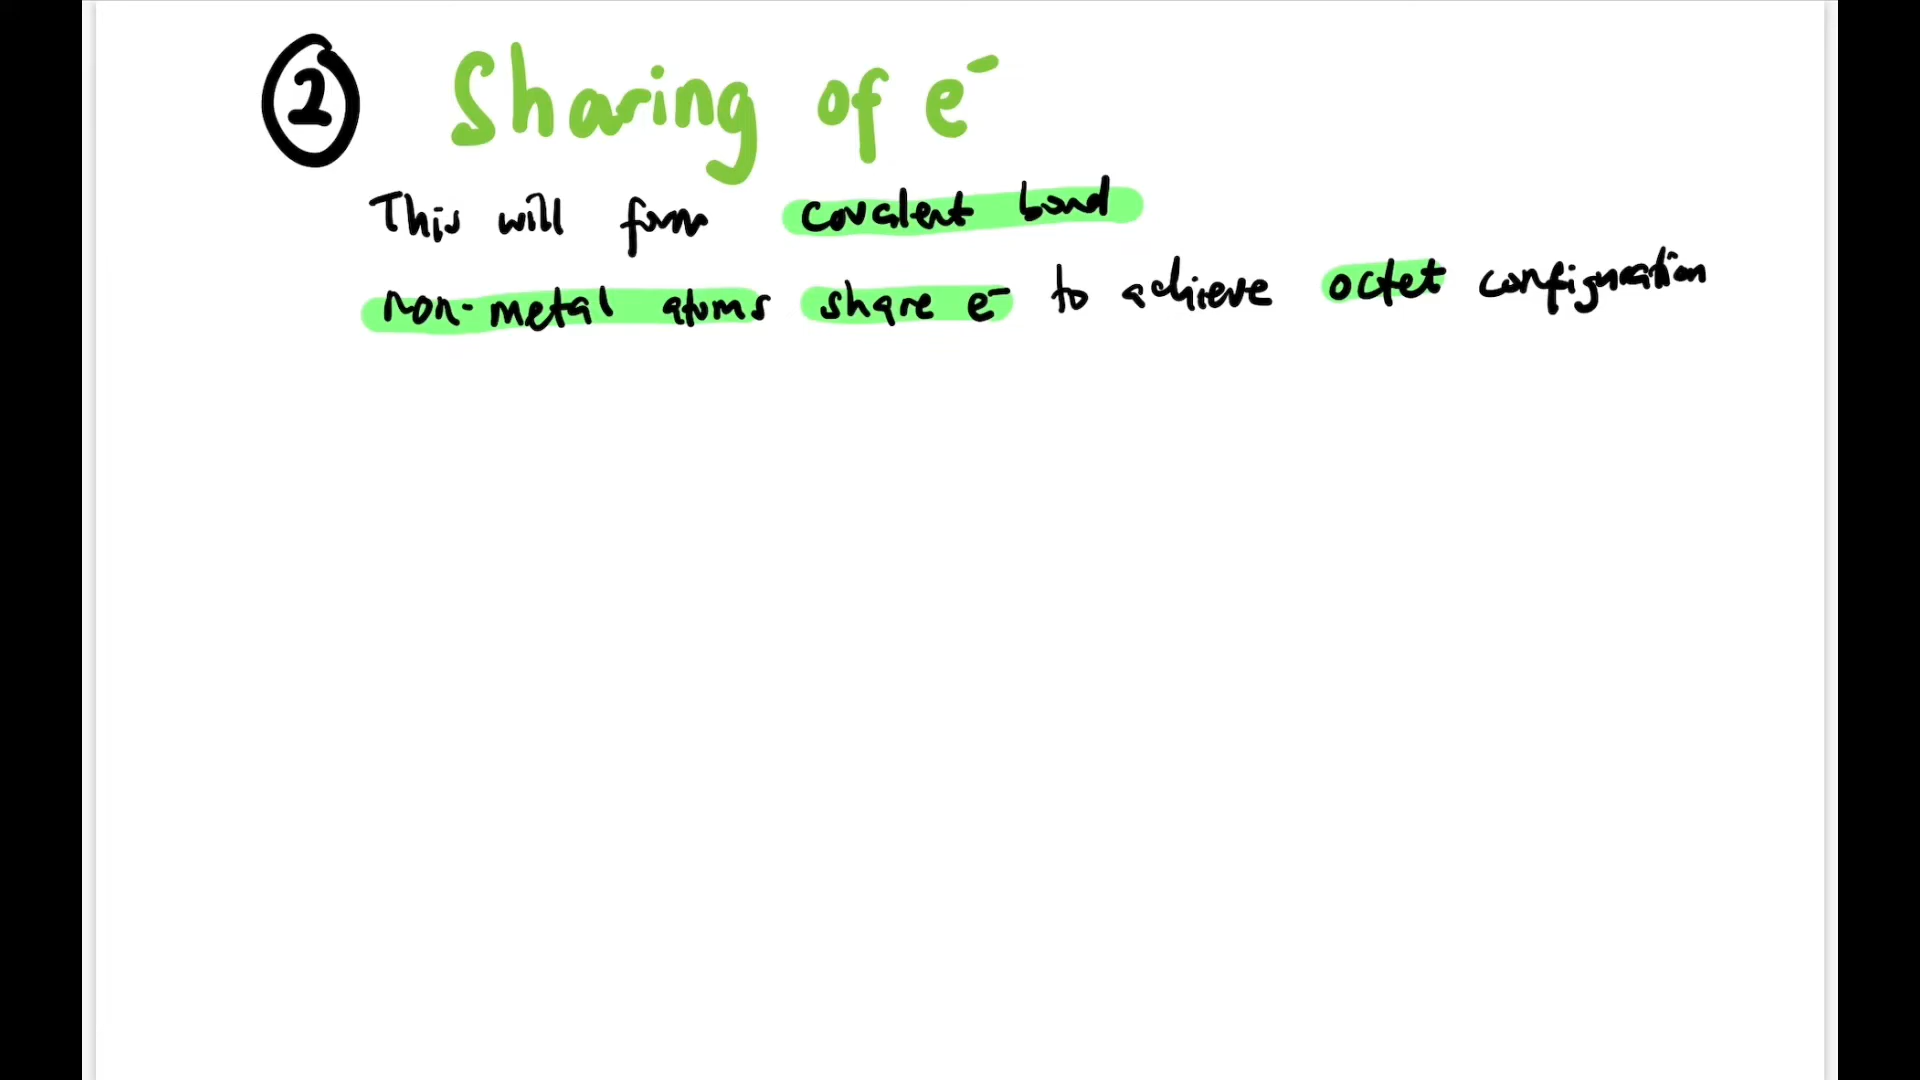 ② Sharing of e⁻
This will form covalent bond
non-metal atoms share e⁻ to achieve octet configuration